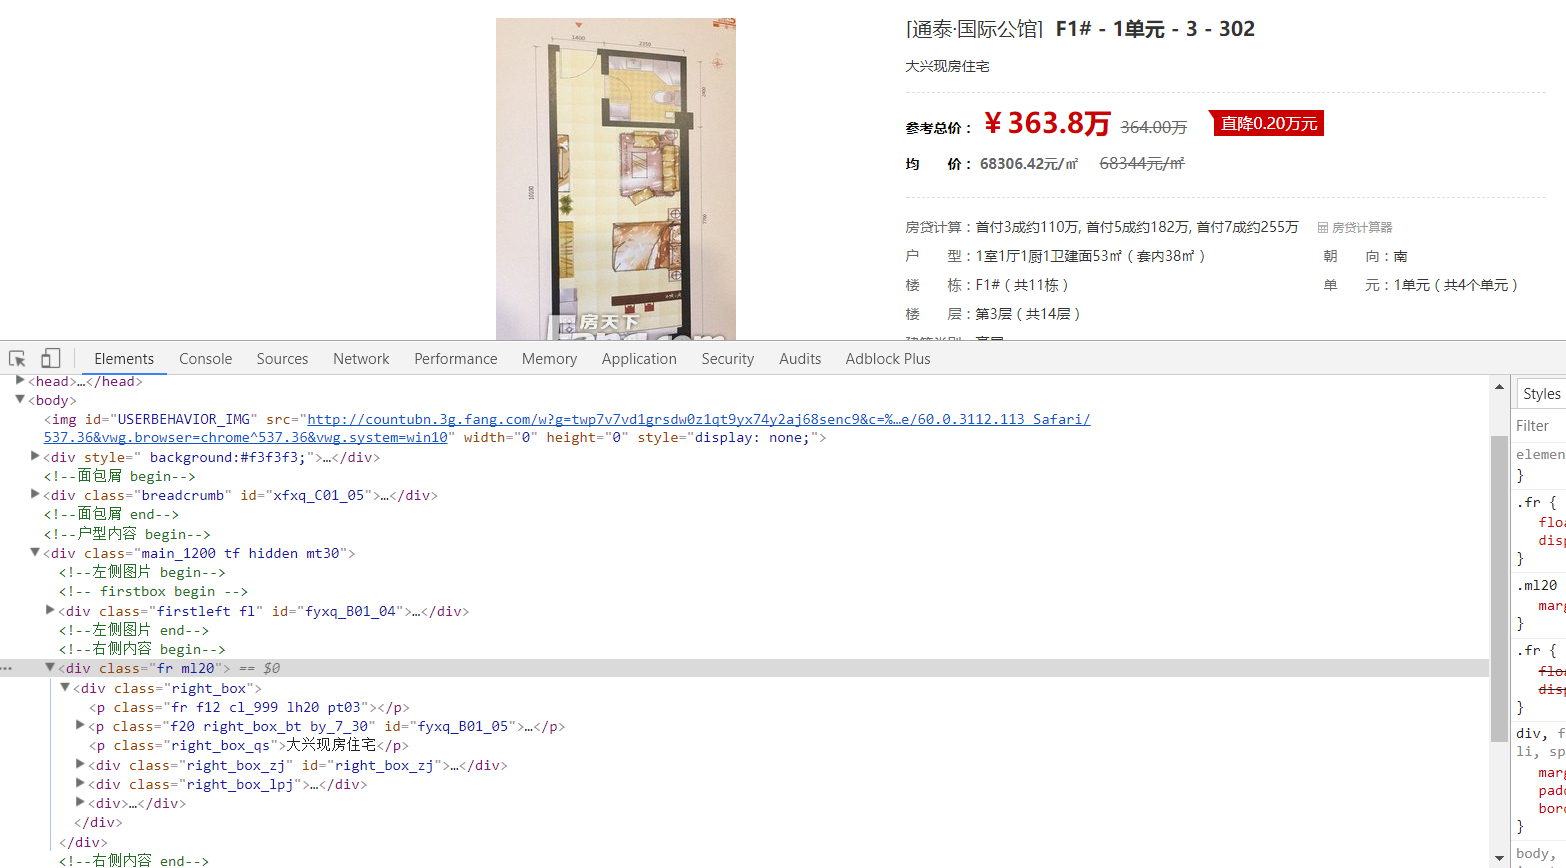 [通泰·国际公馆] F1# - 1单元 - 3 - 302
大兴现房住宅
参考总价： ￥363.8万 364.00万 直降0.20万元
均 价： 68306.42元/㎡ 68344元/㎡
房贷计算：首付3成约110万, 首付5成约182万, 首付7成约255万 房贷计算器
户 型：1室1厅1厨1卫建面53㎡ ( 套内38㎡ ) 朝 向：南
楼 栋：F1# ( 共11栋 ) 单 元：1单元 ( 共4个单元 )
楼 层：第3层 ( 共14层 )
1400
2350
10100
7700
房天下
Elements Console Sources Network Performance Memory Application Security Audits Adblock Plus
<head>…</head>
<body>
<img id="USERBEHAVIOR_IMG" src="http://countubn.3g.fang.com/w?g=twp7v7vd1grsdw0z1qt9yx74y2aj68senc9&c=%…e/60.0.3112.113 Safari/
537.36&vwg.browser=chrome^537.36&vwg.system=win10" width="0" height="0" style="display: none;">
<div style=" background:#f3f3f3;">…</div>
<!--面包屑 begin-->
<div class="breadcrumb" id="xfxq_C01_05">…</div>
<!--面包屑 end-->
<!--户型内容 begin-->
<div class="main_1200 tf hidden mt30">
<!--左侧图片 begin-->
<!-- firstbox begin -->
<div class="firstleft fl" id="fyxq_B01_04">…</div>
<!--左侧图片 end-->
<!--右侧内容 begin-->
<div class="fr ml20"> == $0
<div class="right_box">
<p class="fr f12 cl_999 lh20 pt03"></p>
<p class="f20 right_box_bt by_7_30" id="fyxq_B01_05">…</p>
<p class="right_box_qs">大兴现房住宅</p>
<div class="right_box_zj" id="right_box_zj">…</div>
<div class="right_box_lpj">…</div>
<div>…</div>
</div>
</div>
<!--右侧内容 end-->
Styles
Filter
elemen
}
.fr {
floa
disp
}
.ml20
marg
}
.fr {
floa
disp
}
div, f
li, sp
marg
padd
bord
}
body,